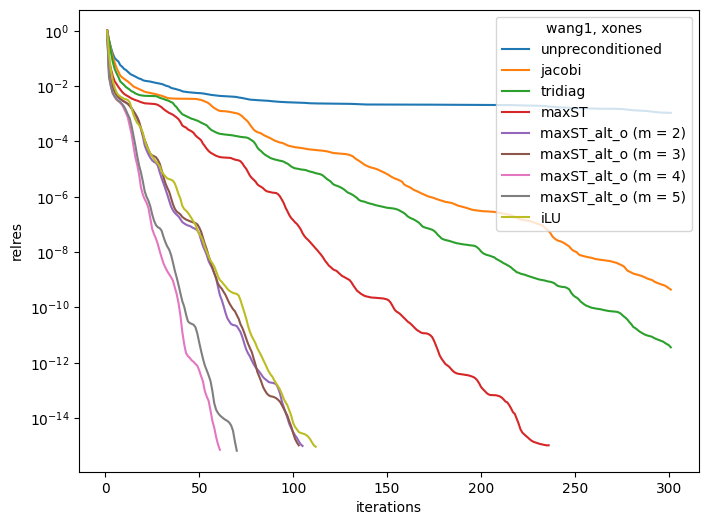 wang1, xones
unpreconditioned
jacobi
tridiag
maxST
maxST_alt_o (m = 2)
maxST_alt_o (m = 3)
maxST_alt_o (m = 4)
maxST_alt_o (m = 5)
iLU
relres
10⁰
10⁻²
10⁻⁴
10⁻⁶
10⁻⁸
10⁻¹⁰
10⁻¹²
10⁻¹⁴
0 50 100 150 200 250 300
iterations